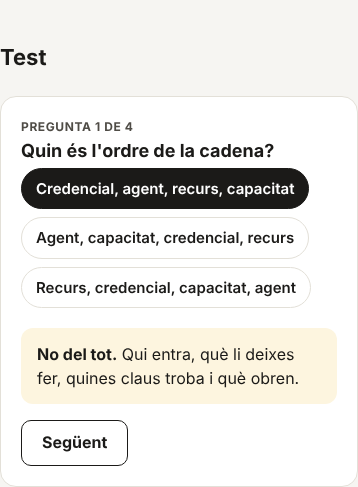 Test
PREGUNTA 1 DE 4
Quin és l'ordre de la cadena?
Credencial, agent, recurs, capacitat
Agent, capacitat, credencial, recurs
Recurs, credencial, capacitat, agent
No del tot. Qui entra, què li deixes
fer, quines claus troba i què obren.
Següent